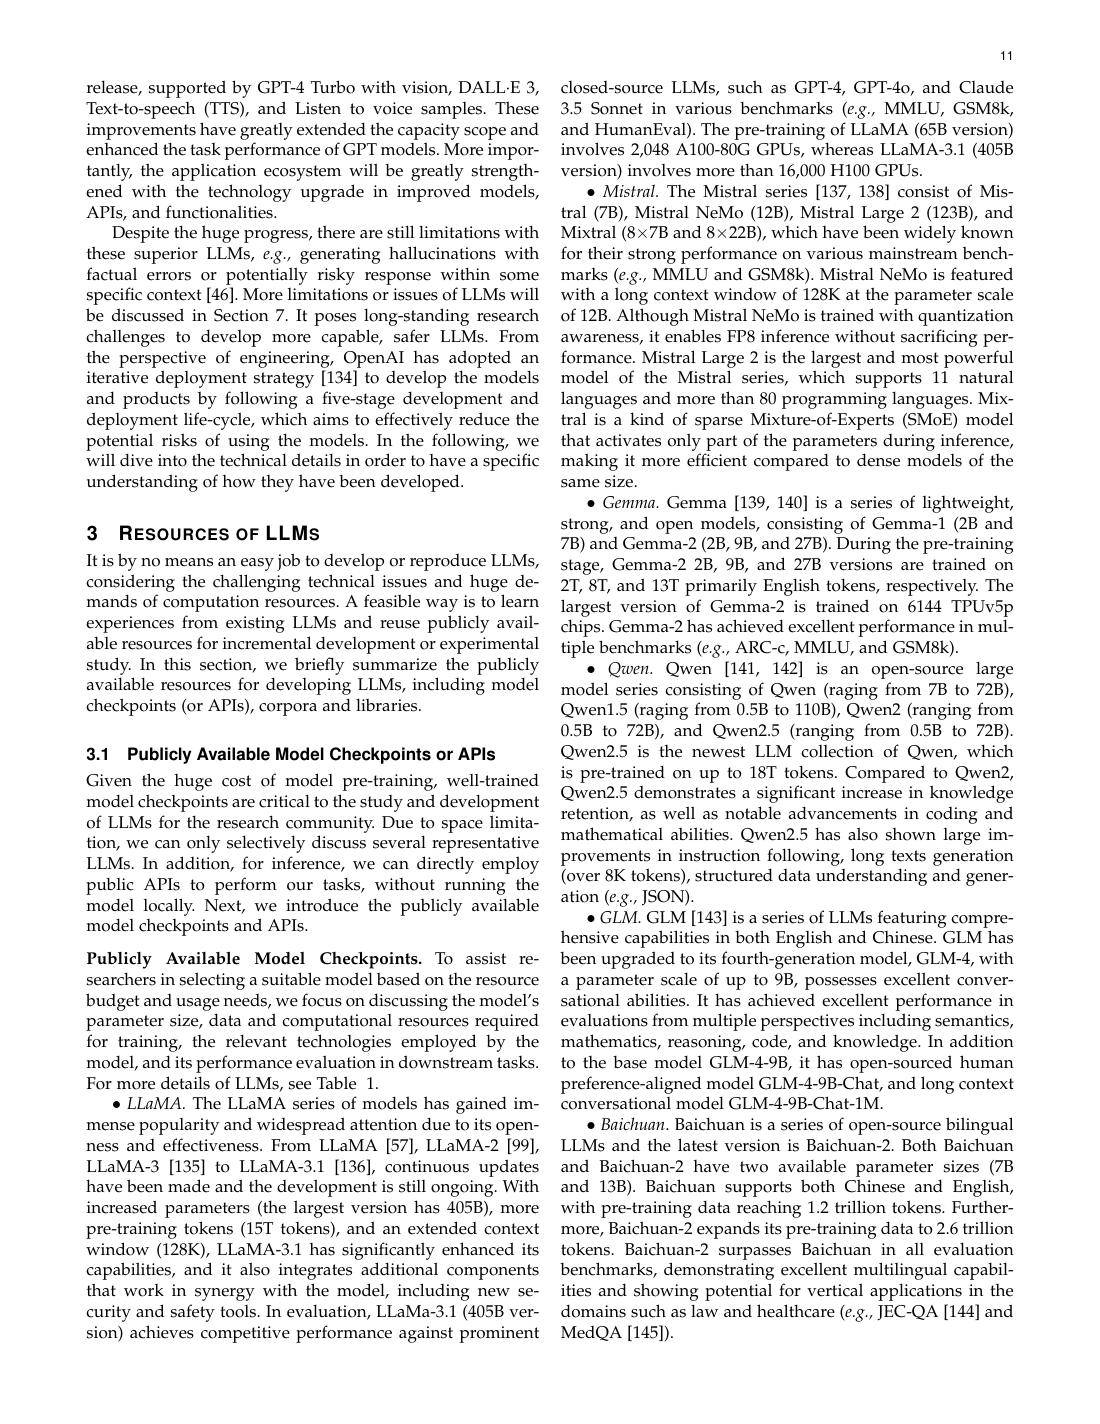 11
release, supported by GPT-4 Turbo with vision, DALL·E 3,
Text-to-speech (TTS), and Listen to voice samples. These
improvements have greatly extended the capacity scope and
enhanced the task performance of GPT models. More impor-
tantly, the application ecosystem will be greatly strength-
ened with the technology upgrade in improved models,
APIs, and functionalities.
Despite the huge progress, there are still limitations with
these superior LLMs, e.g., generating hallucinations with
factual errors or potentially risky response within some
specific context [46]. More limitations or issues of LLMs will
be discussed in Section 7. It poses long-standing research
challenges to develop more capable, safer LLMs. From
the perspective of engineering, OpenAI has adopted an
iterative deployment strategy [134] to develop the models
and products by following a five-stage development and
deployment life-cycle, which aims to effectively reduce the
potential risks of using the models. In the following, we
will dive into the technical details in order to have a specific
understanding of how they have been developed.
3 RESOURCES OF LLMS
It is by no means an easy job to develop or reproduce LLMs,
considering the challenging technical issues and huge de-
mands of computation resources. A feasible way is to learn
experiences from existing LLMs and reuse publicly avail-
able resources for incremental development or experimental
study. In this section, we briefly summarize the publicly
available resources for developing LLMs, including model
checkpoints (or APIs), corpora and libraries.
3.1 Publicly Available Model Checkpoints or APIs
Given the huge cost of model pre-training, well-trained
model checkpoints are critical to the study and development
of LLMs for the research community. Due to space limita-
tion, we can only selectively discuss several representative
LLMs. In addition, for inference, we can directly employ
public APIs to perform our tasks, without running the
model locally. Next, we introduce the publicly available
model checkpoints and APIs.
Publicly Available Model Checkpoints. To assist re-
searchers in selecting a suitable model based on the resource
budget and usage needs, we focus on discussing the model's
parameter size, data and computational resources required
for training, the relevant technologies employed by the
model, and its performance evaluation in downstream tasks.
For more details of LLMs, see Table 1.
• LLaMA. The LLaMA series of models has gained im-
mense popularity and widespread attention due to its open-
ness and effectiveness. From LLaMA [57], LLaMA-2 [99],
LLaMA-3 [135] to LLaMA-3.1 [136], continuous updates
have been made and the development is still ongoing. With
increased parameters (the largest version has 405B), more
pre-training tokens (15T tokens), and an extended context
window (128K), LLaMA-3.1 has significantly enhanced its
capabilities, and it also integrates additional components
that work in synergy with the model, including new se-
curity and safety tools. In evaluation, LLaMa-3.1 (405B ver-
sion) achieves competitive performance against prominent
closed-source LLMs, such as GPT-4, GPT-4o, and Claude
3.5 Sonnet in various benchmarks (e.g., MMLU, GSM8k,
and HumanEval). The pre-training of LLaMA (65B version)
involves 2,048 A100-80G GPUs, whereas LLaMA-3.1 (405B
version) involves more than 16,000 H100 GPUs.
• Mistral. The Mistral series [137, 138] consist of Mis-
tral (7B), Mistral NeMo (12B), Mistral Large 2 (123B), and
Mixtral (8×7B and 8×22B), which have been widely known
for their strong performance on various mainstream bench-
marks (e.g., MMLU and GSM8k). Mistral NeMo is featured
with a long context window of 128K at the parameter scale
of 12B. Although Mistral NeMo is trained with quantization
awareness, it enables FP8 inference without sacrificing per-
formance. Mistral Large 2 is the largest and most powerful
model of the Mistral series, which supports 11 natural
languages and more than 80 programming languages. Mix-
tral is a kind of sparse Mixture-of-Experts (SMoE) model
that activates only part of the parameters during inference,
making it more efficient compared to dense models of the
same size.
• Gemma. Gemma [139, 140] is a series of lightweight,
strong, and open models, consisting of Gemma-1 (2B and
7B) and Gemma-2 (2B, 9B, and 27B). During the pre-training
stage, Gemma-2 2B, 9B, and 27B versions are trained on
2T, 8T, and 13T primarily English tokens, respectively. The
largest version of Gemma-2 is trained on 6144 TPUv5p
chips. Gemma-2 has achieved excellent performance in mul-
tiple benchmarks (e.g., ARC-c, MMLU, and GSM8k).
• Qwen. Qwen [141, 142] is an open-source large
model series consisting of Qwen (raging from 7B to 72B),
Qwen1.5 (raging from 0.5B to 110B), Qwen2 (ranging from
0.5B to 72B), and Qwen2.5 (ranging from 0.5B to 72B).
Qwen2.5 is the newest LLM collection of Qwen, which
is pre-trained on up to 18T tokens. Compared to Qwen2,
Qwen2.5 demonstrates a significant increase in knowledge
retention, as well as notable advancements in coding and
mathematical abilities. Qwen2.5 has also shown large im-
provements in instruction following, long texts generation
(over 8K tokens), structured data understanding and gener-
ation (e.g., JSON).
• GLM. GLM [143] is a series of LLMs featuring compre-
hensive capabilities in both English and Chinese. GLM has
been upgraded to its fourth-generation model, GLM-4, with
a parameter scale of up to 9B, possesses excellent conver-
sational abilities. It has achieved excellent performance in
evaluations from multiple perspectives including semantics,
mathematics, reasoning, code, and knowledge. In addition
to the base model GLM-4-9B, it has open-sourced human
preference-aligned model GLM-4-9B-Chat, and long context
conversational model GLM-4-9B-Chat-1M.
• Baichuan. Baichuan is a series of open-source bilingual
LLMs and the latest version is Baichuan-2. Both Baichuan
and Baichuan-2 have two available parameter sizes (7B
and 13B). Baichuan supports both Chinese and English,
with pre-training data reaching 1.2 trillion tokens. Further-
more, Baichuan-2 expands its pre-training data to 2.6 trillion
tokens. Baichuan-2 surpasses Baichuan in all evaluation
benchmarks, demonstrating excellent multilingual capabil-
ities and showing potential for vertical applications in the
domains such as law and healthcare (e.g., JEC-QA [144] and
MedQA [145]).